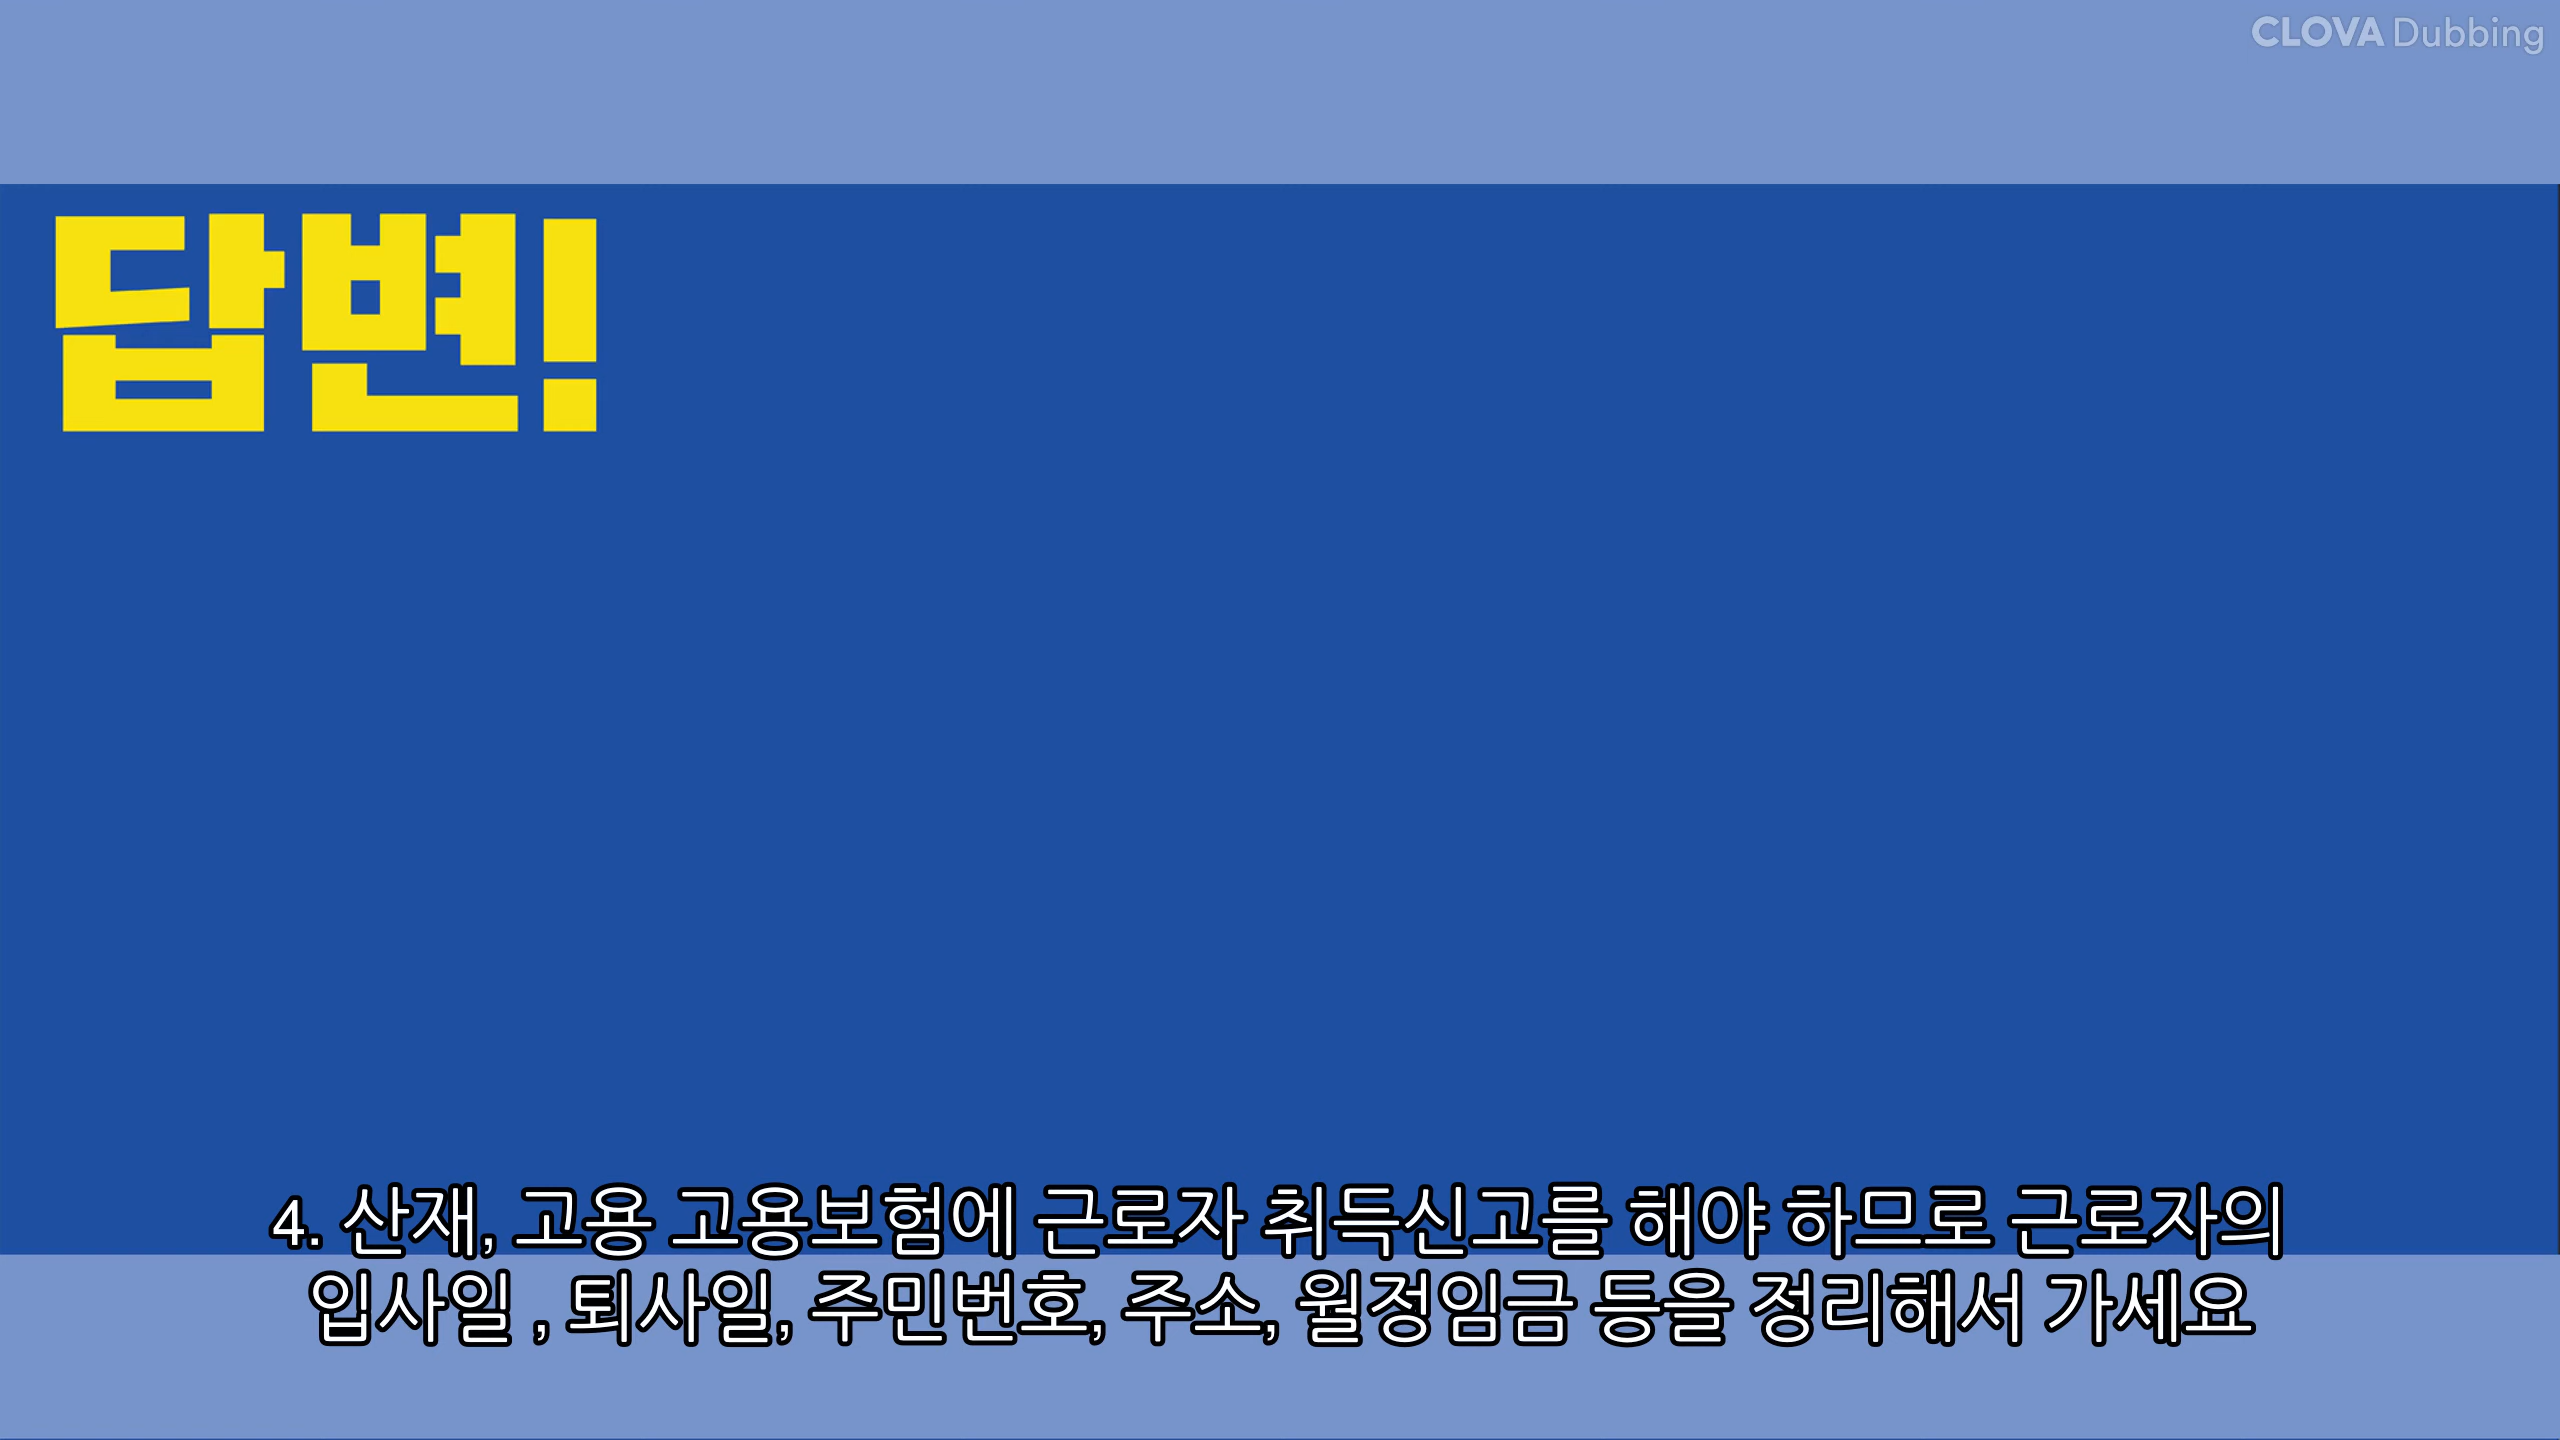 CLOVA Dubbing
답변!
4. 산재, 고용 고용보험에 근로자 취득신고를 해야 하므로 근로자의
입사일 , 퇴사일, 주민번호, 주소, 월정임금 등을 정리해서 가세요